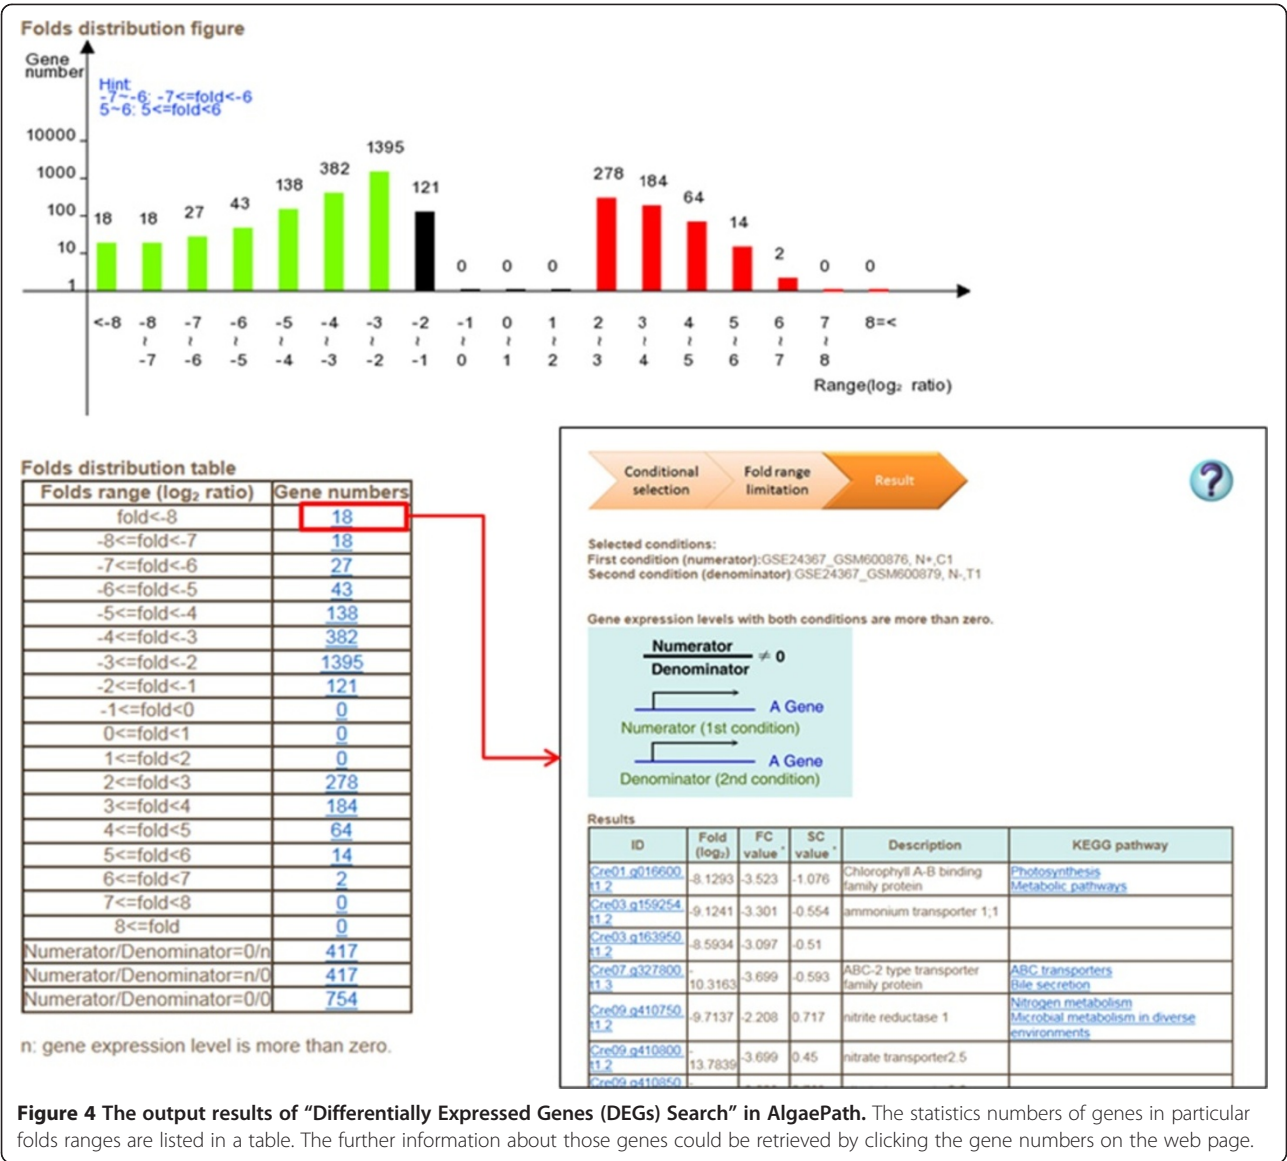 Folds distribution figure
Gene
number
Hint:
-7~-6: -7<=fold<-6
5~6: 5<=fold<6
10000
1000
100
10
1
18 18 27 43 138 382 1395 121 0 0 0 278 184 64 14 2 0 0
<-8 -8 -7 -6 -5 -4 -3 -2 -1 0 1 2 3 4 5 6 7 8=<
~ ~ ~ ~ ~ ~ ~ ~ ~ ~ ~ ~ ~ ~ ~ ~
-7 -6 -5 -4 -3 -2 -1 0 1 2 3 4 5 6 7 8
Range(log₂ ratio)
Folds distribution table
Folds range (log₂ ratio) Gene numbers
fold<-8 18
-8<=fold<-7 18
-7<=fold<-6 27
-6<=fold<-5 43
-5<=fold<-4 138
-4<=fold<-3 382
-3<=fold<-2 1395
-2<=fold<-1 121
-1<=fold<0 0
0<=fold<1 0
1<=fold<2 0
2<=fold<3 278
3<=fold<4 184
4<=fold<5 64
5<=fold<6 14
6<=fold<7 2
7<=fold<8 0
8<=fold 0
Numerator/Denominator=0/n 417
Numerator/Denominator=n/0 417
Numerator/Denominator=0/0 754
n: gene expression level is more than zero.
Conditional
selection
Fold range
limitation
Result
?
Selected conditions:
First condition (numerator):GSE24367_GSM600876, N+,C1
Second condition (denominator):GSE24367_GSM600879, N-,T1
Gene expression levels with both conditions are more than zero.
Numerator
Denominator
≠ 0
A Gene
Numerator (1st condition)
A Gene
Denominator (2nd condition)
Results
ID Fold (log₂) FC value * SC value * Description KEGG pathway
Cre01.g016600.t1.2 -8.1293 -3.523 -1.076 Chlorophyll A-B binding family protein Photosynthesis Metabolic pathways
Cre03.g159254.t1.2 -9.1241 -3.301 -0.554 ammonium transporter 1;1
Cre03.g163950.t1.2 -8.5934 -3.097 -0.51
Cre07.g327800.t1.3 -10.3163 -3.699 -0.593 ABC-2 type transporter family protein ABC transporters Bile secretion
Cre09.g410750.t1.2 -9.7137 -2.208 0.717 nitrite reductase 1 Nitrogen metabolism Microbial metabolism in diverse environments
Cre09.g410800.t1.2 -13.7839 -3.699 0.45 nitrate transporter2.5
Cre09.g410850.
Figure 4 The output results of “Differentially Expressed Genes (DEGs) Search” in AlgaePath. The statistics numbers of genes in particular
folds ranges are listed in a table. The further information about those genes could be retrieved by clicking the gene numbers on the web page.